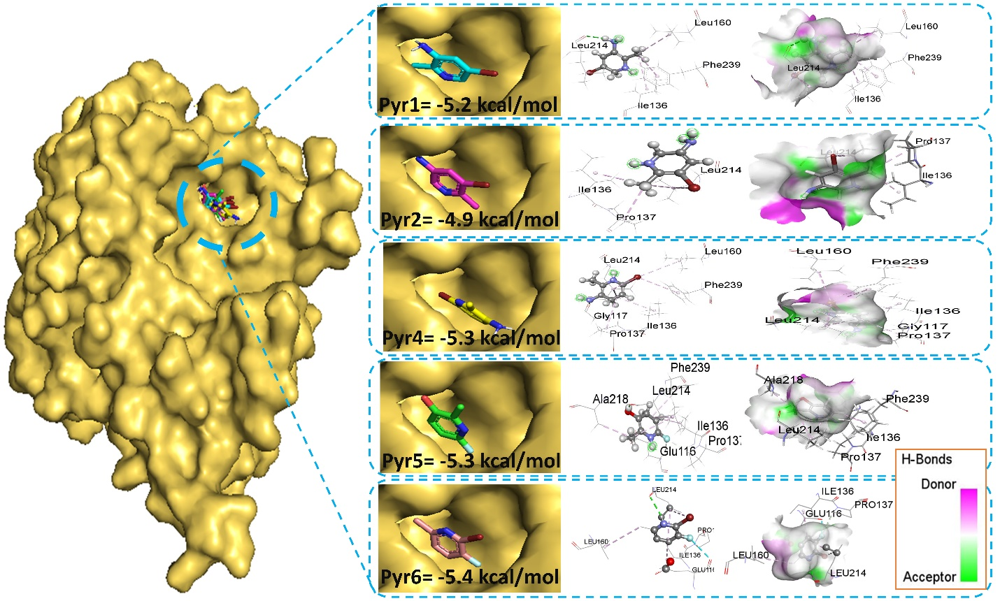 Leu160
Leu214
Phe239
Ile136
Pyr1= -5.2 kcal/mol
Leu160
Phe239
Leu214
Ile136
Leu214
Ile136
Pro137
Pyr2= -4.9 kcal/mol
Leu214
Pro137
Ile136
Leu160
Leu214
Phe239
Gly117
Ile136
Pro137
Pyr4= -5.3 kcal/mol
Leu160
Phe239
Leu214
Ile136
Gly117
Pro137
Phe239
Leu214
Ala218
Ile136
Pro137
Glu116
Pyr5= -5.3 kcal/mol
Ala218
Phe239
Leu214
Ile136
Pro137
LEU214
LEU160
PRO
ILE136
GLU116
Pyr6= -5.4 kcal/mol
ILE136
PRO137
GLU116
LEU160
LEU214
H-Bonds
Donor
Acceptor